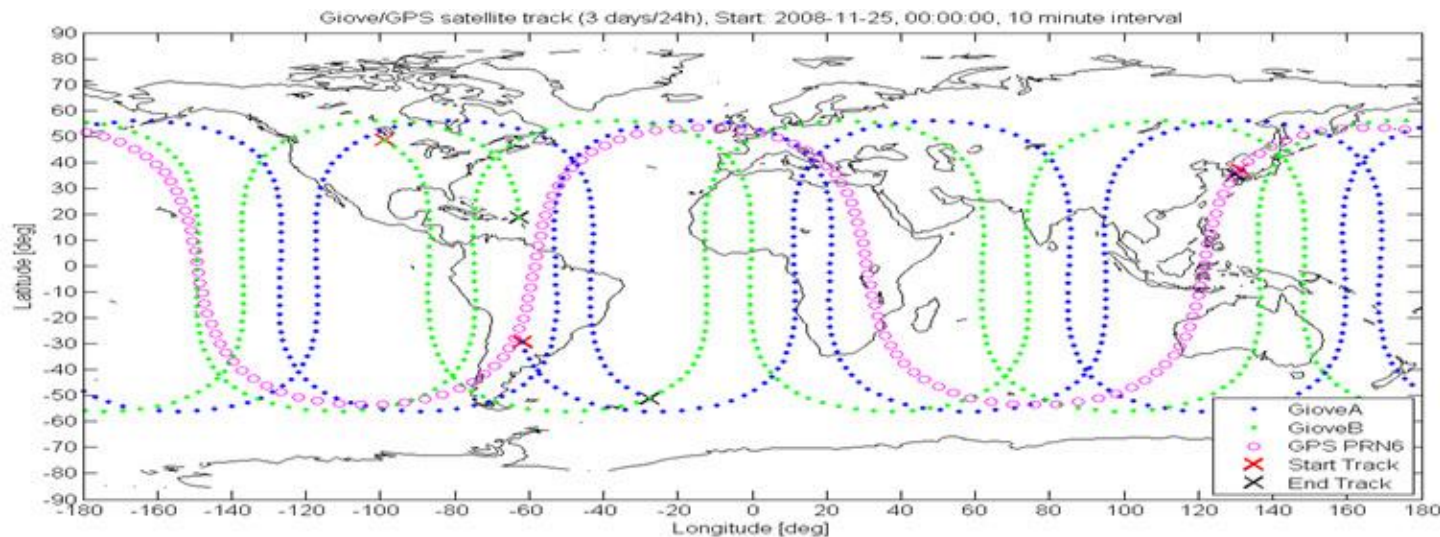 Giove/GPS satellite track (3 days/24h), Start: 2008-11-25, 00:00:00, 10 minute interval
90
80
70
60
50
40
30
20
10
0
-10
-20
-30
-40
-50
-60
-70
-80
-90
Latitude [deg]
-180 -160 -140 -120 -100 -80 -60 -40 -20 0 20 40 60 80 100 120 140 160 180
Longitude [deg]
GioveA
GioveB
GPS PRN6
Start Track
End Track